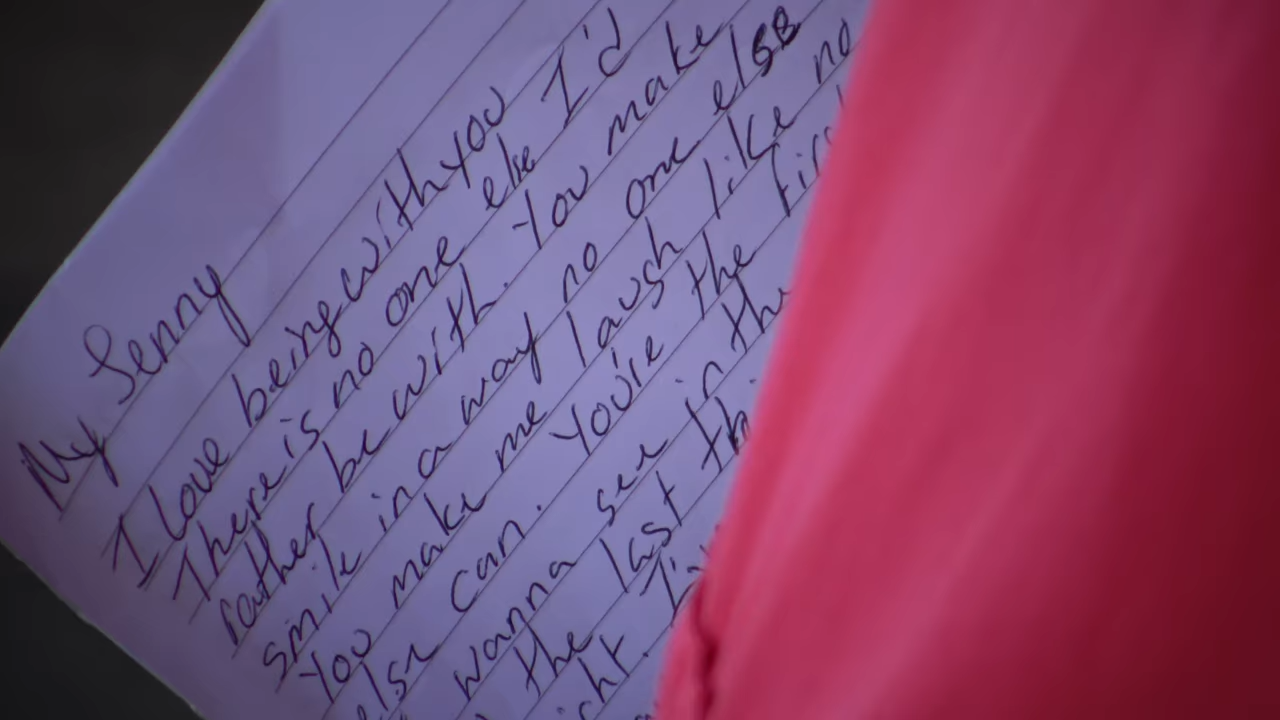 My Jenny
I Love being with you
There is no one else I'd
rather be with. You make
smile in a way no one else
You make me laugh like no
else can. You're the
wanna see in the
the last